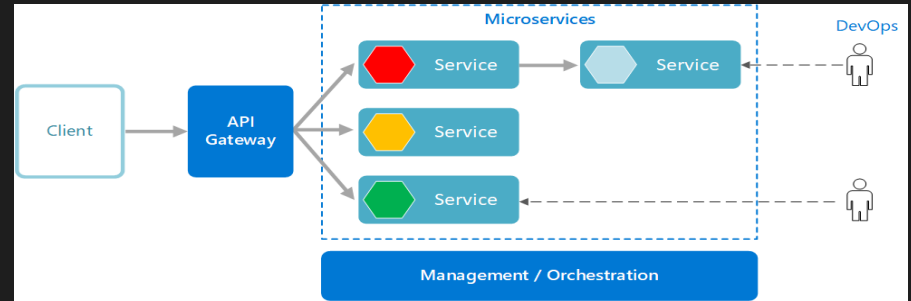 Microservices
DevOps
Service
Service
Client
API
Gateway
Service
Service
Management / Orchestration